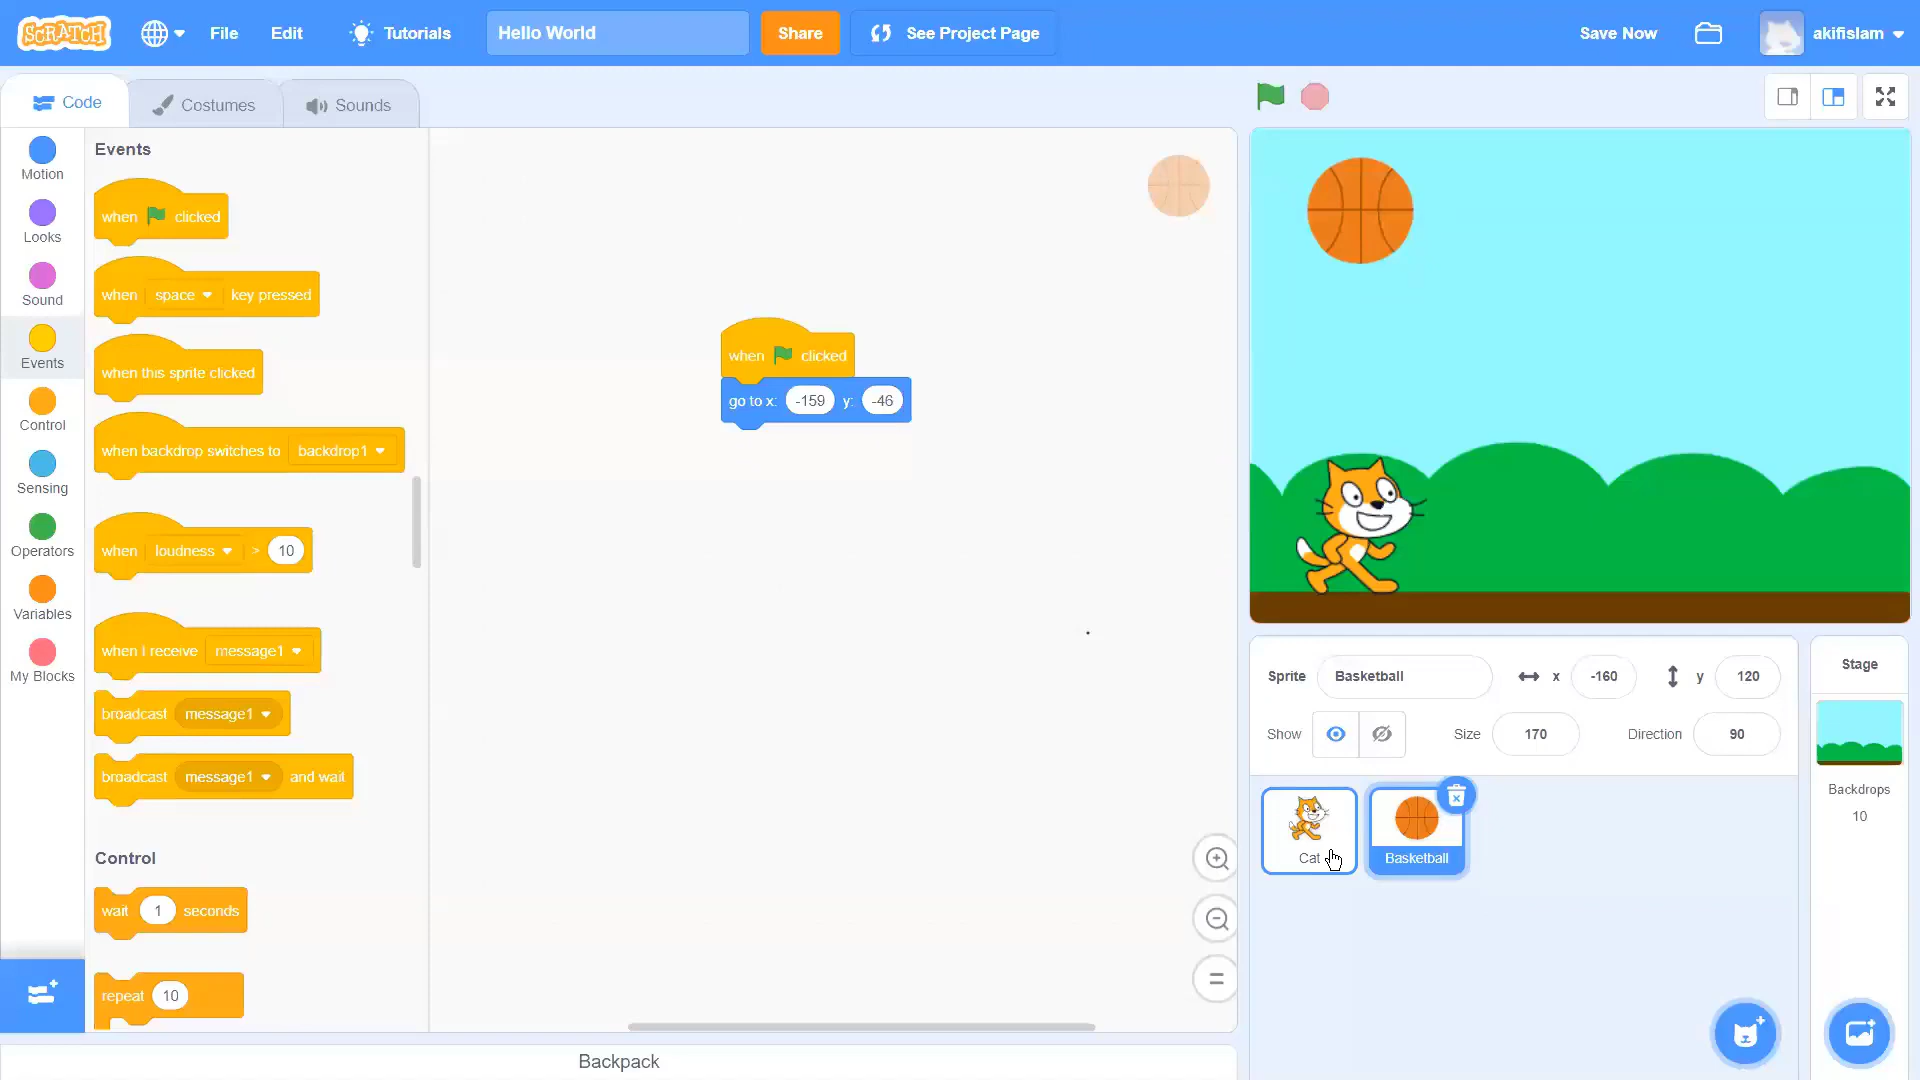 SCRATCH File Edit Tutorials Hello World Share See Project Page Save Now akifislam
Code Costumes Sounds
Motion
Looks
Sound
Events
Control
Sensing
Operators
Variables
My Blocks
Events
when clicked
when space key pressed
when this sprite clicked
when backdrop switches to backdrop1
when loudness > 10
when I receive message1
broadcast message1
broadcast message1 and wait
Control
wait 1 seconds
repeat 10
when clicked
go to x: -159 y: -46
Backpack
Sprite Basketball x -160 y 120
Show Size 170 Direction 90
Cat Basketball
Stage
Backdrops
10